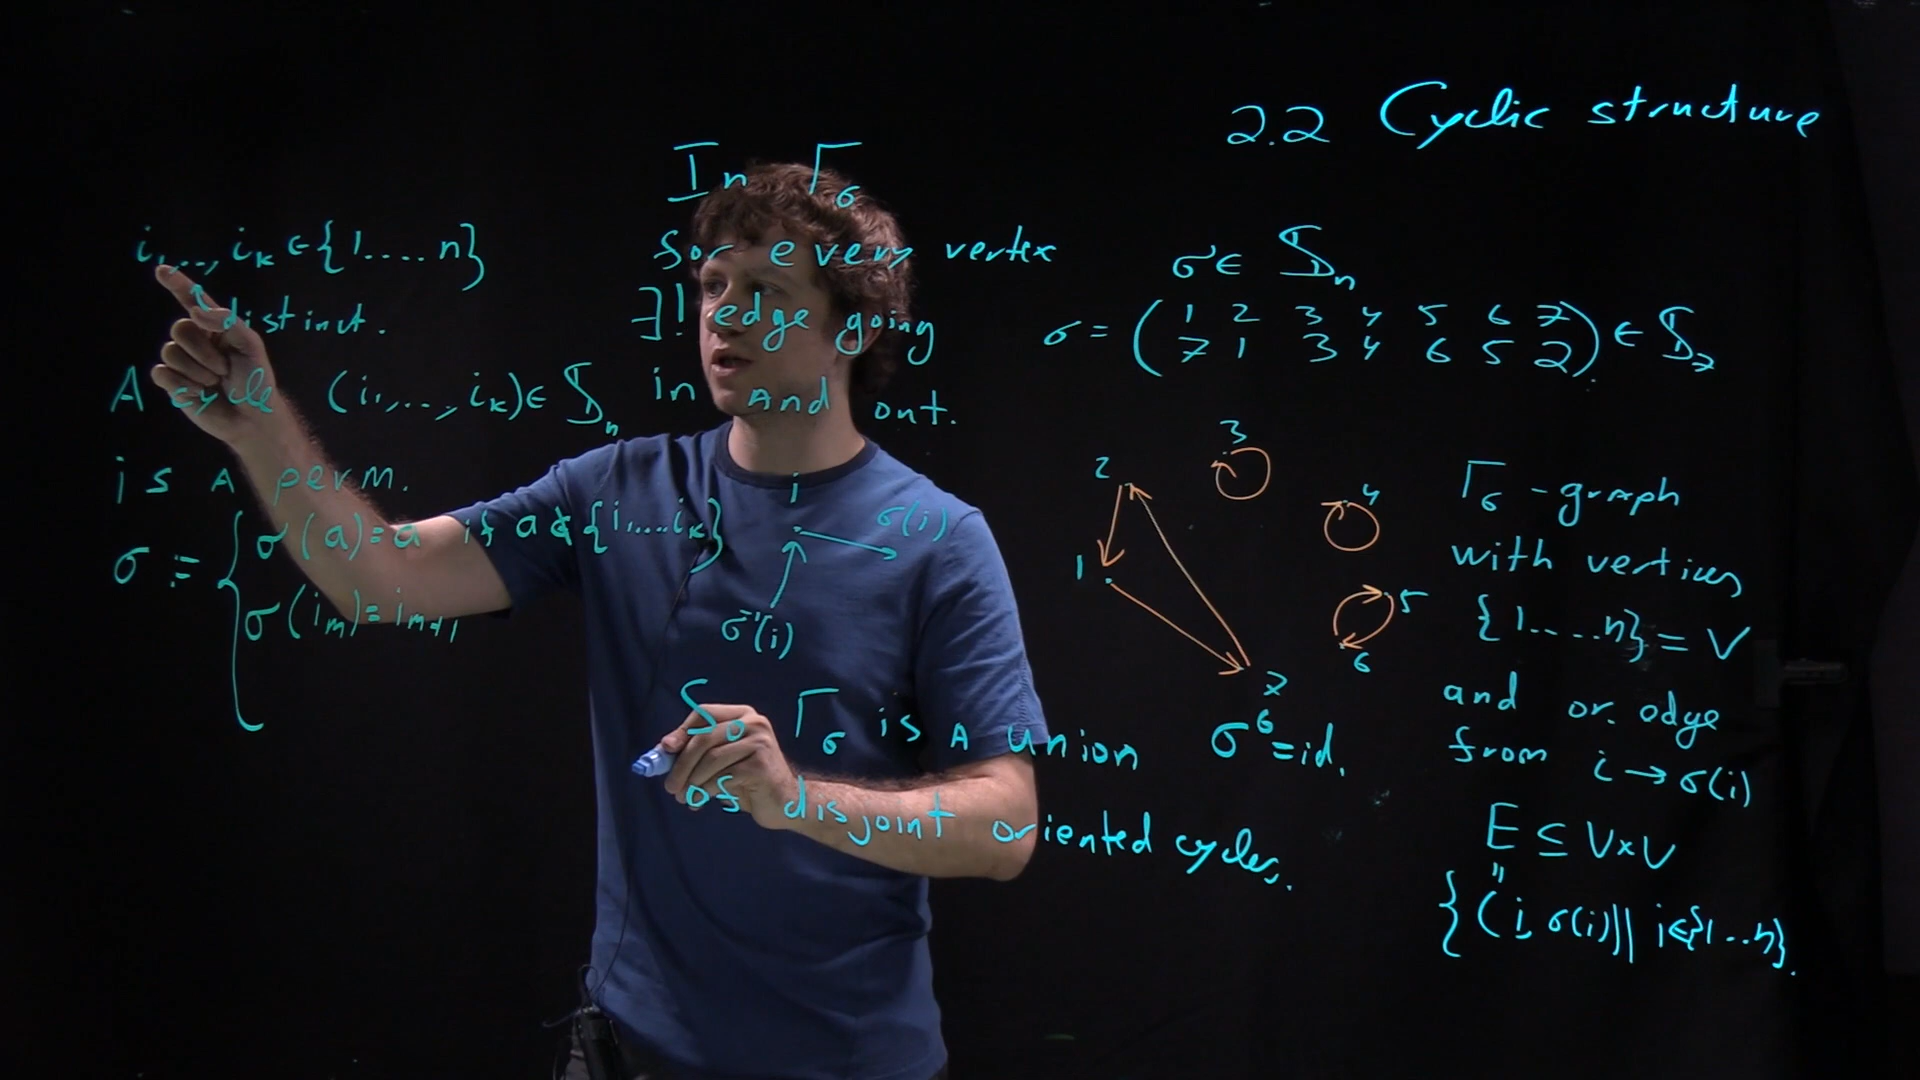 2.2 Cyclic structure
i₁,..,iₖ∈{1....n}
distinct.
A cycle (i₁,..,iₖ)∈ 𝕊ₙ
is A perm.
σ := { σ(a)=a if a∉{i₁....iₖ}
σ(iₘ)=iₘ₊₁
In Γσ
for every vertex
∃! edge going
in And out.
i
σ(i)
σ⁻¹(i)
So Γσ is A union
of disjoint oriented cycles.
σ∈ 𝕊ₙ
σ = ( 1 2 3 4 5 6 7
7 1 3 4 6 5 2 ) ∈ 𝕊₇
3
2
4
1
5
6
7
σ⁶=id.
Γσ -graph
with vertices
{1....n} = V
and or. edge
from i → σ(i)
E ⊆ V×V
"
{(i, σ(i)) | i∈{1..n}.